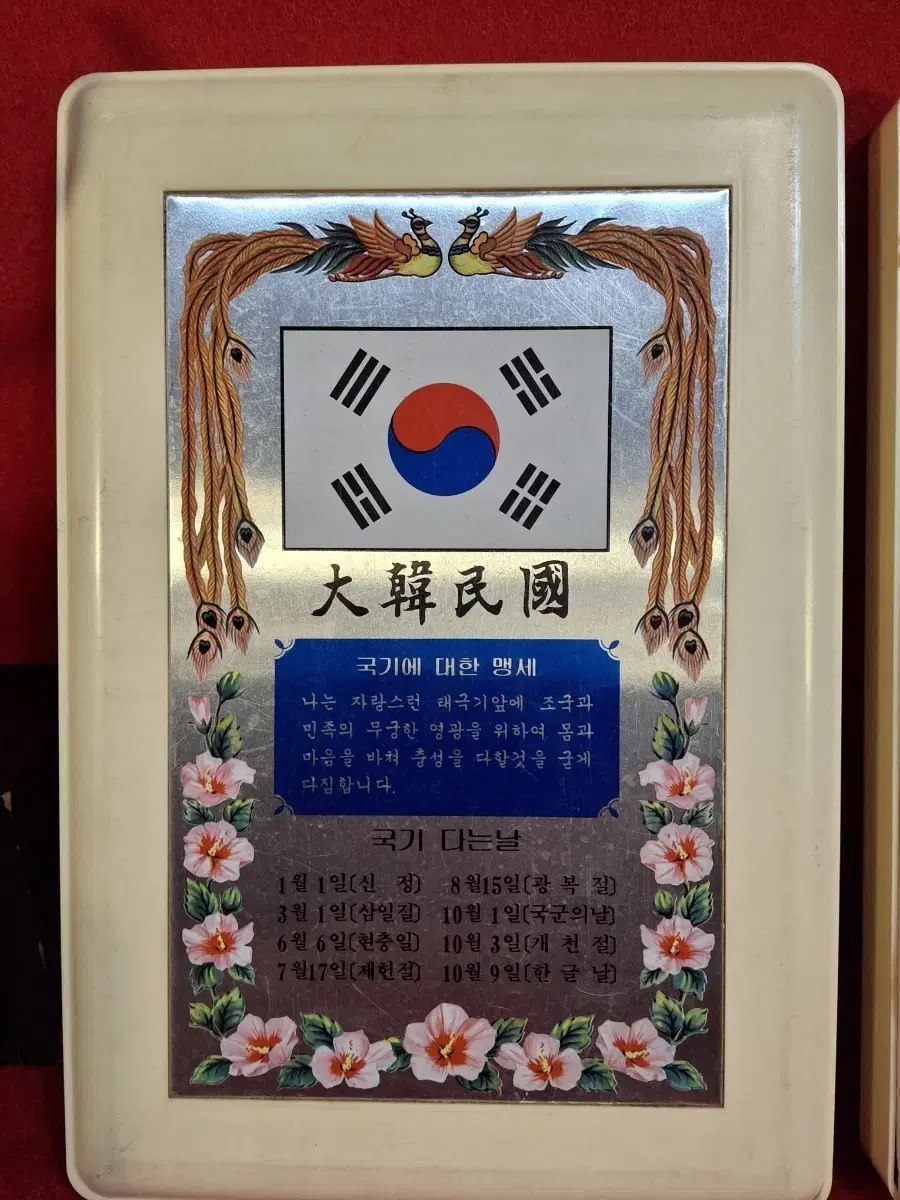 大韓民國
국기에 대한 맹세
나는 자랑스런 태극기앞에 조국과
민족의 무궁한 영광을 위하여 몸과
마음을 바쳐 충성을 다할것을 굳게
다짐합니다.
국기 다는날
1월 1일(신 정) 8월15일(광 복 절)
3월 1일(삼일절) 10월 1일(국군의날)
6월 6일(현충일) 10월 3일(개 천 절)
7월17일(제헌절) 10월 9일(한 글 날)